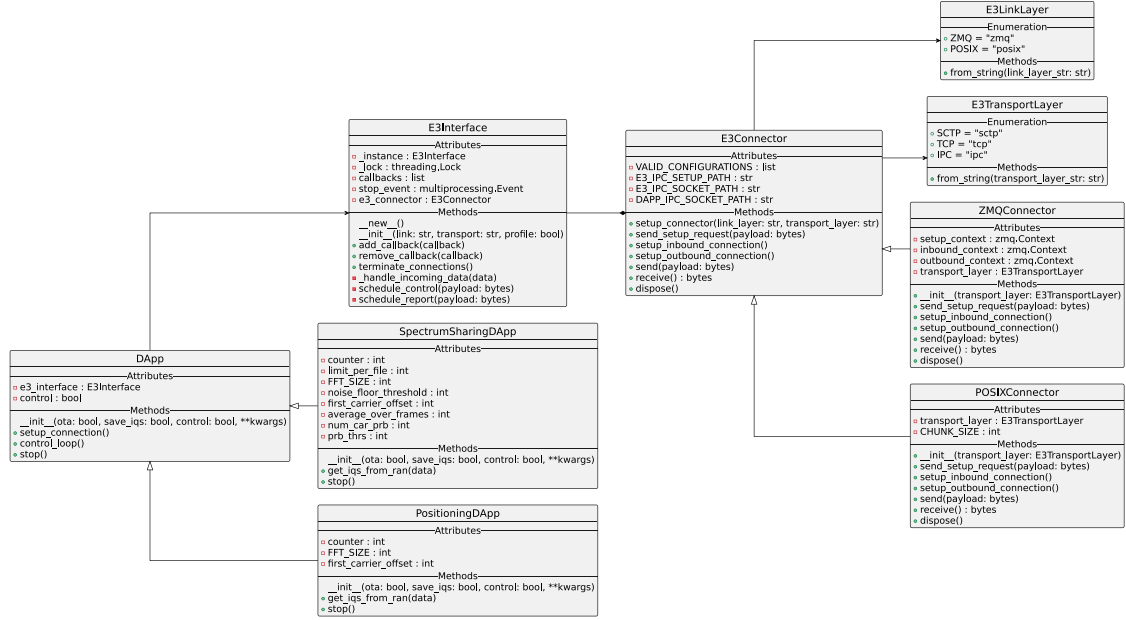 E3LinkLayer
Enumeration
ZMQ = "zmq"
POSIX = "posix"
Methods
from_string(link_layer_str: str)
E3TransportLayer
Enumeration
SCTP = "sctp"
TCP = "tcp"
IPC = "ipc"
Methods
from_string(transport_layer_str: str)
E3Interface
Attributes
_instance : E3Interface
_lock : threading.Lock
callbacks : list
stop_event : multiprocessing.Event
e3_connector : E3Connector
Methods
__new__()
__init__(link: str, transport: str, profile: bool)
add_callback(callback)
remove_callback(callback)
terminate_connections()
_handle_incoming_data(data)
schedule_control(payload: bytes)
schedule_report(payload: bytes)
E3Connector
Attributes
VALID_CONFIGURATIONS : list
E3_IPC_SETUP_PATH : str
E3_IPC_SOCKET_PATH : str
DAPP_IPC_SOCKET_PATH : str
Methods
setup_connector(link_layer: str, transport_layer: str)
send_setup_request(payload: bytes)
setup_inbound_connection()
setup_outbound_connection()
send(payload: bytes)
receive() : bytes
dispose()
ZMQConnector
Attributes
setup_context : zmq.Context
inbound_context : zmq.Context
outbound_context : zmq.Context
transport_layer : E3TransportLayer
Methods
__init__(transport_layer: E3TransportLayer)
send_setup_request(payload: bytes)
setup_inbound_connection()
setup_outbound_connection()
send(payload: bytes)
receive() : bytes
dispose()
DApp
Attributes
e3_interface : E3Interface
control : bool
Methods
__init__(ota: bool, save_iqs: bool, control: bool, **kwargs)
setup_connection()
control_loop()
stop()
SpectrumSharingDApp
Attributes
counter : int
limit_per_file : int
FFT_SIZE : int
noise_floor_threshold : int
first_carrier_offset : int
average_over_frames : int
num_car_prb : int
prb_thrs : int
Methods
__init__(ota: bool, save_iqs: bool, control: bool, **kwargs)
get_iqs_from_ran(data)
stop()
POSIXConnector
Attributes
transport_layer : E3TransportLayer
CHUNK_SIZE : int
Methods
__init__(transport_layer: E3TransportLayer)
send_setup_request(payload: bytes)
setup_inbound_connection()
setup_outbound_connection()
send(payload: bytes)
receive() : bytes
dispose()
PositioningDApp
Attributes
counter : int
FFT_SIZE : int
first_carrier_offset : int
Methods
__init__(ota: bool, save_iqs: bool, control: bool, **kwargs)
get_iqs_from_ran(data)
stop()